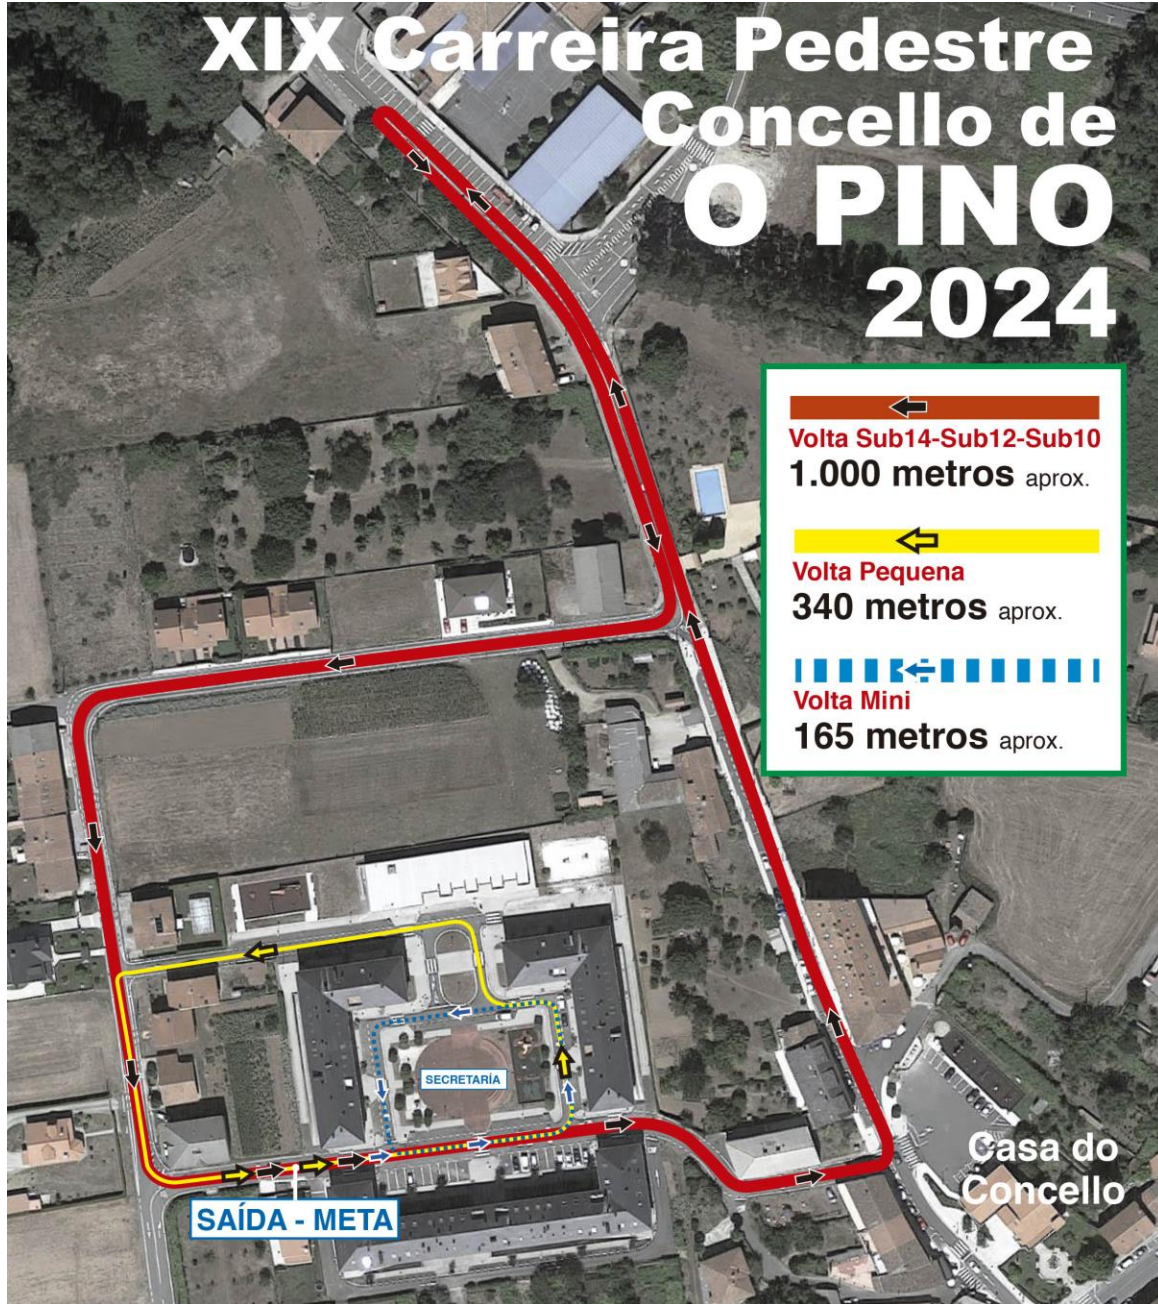 XIX Carreira Pedestre
Concello de
O PINO
2024
Volta Sub14-Sub12-Sub10
1.000 metros aprox.
Volta Pequena
340 metros aprox.
Volta Mini
165 metros aprox.
SECRETARÍA
Casa do
Concello
SAÍDA - META